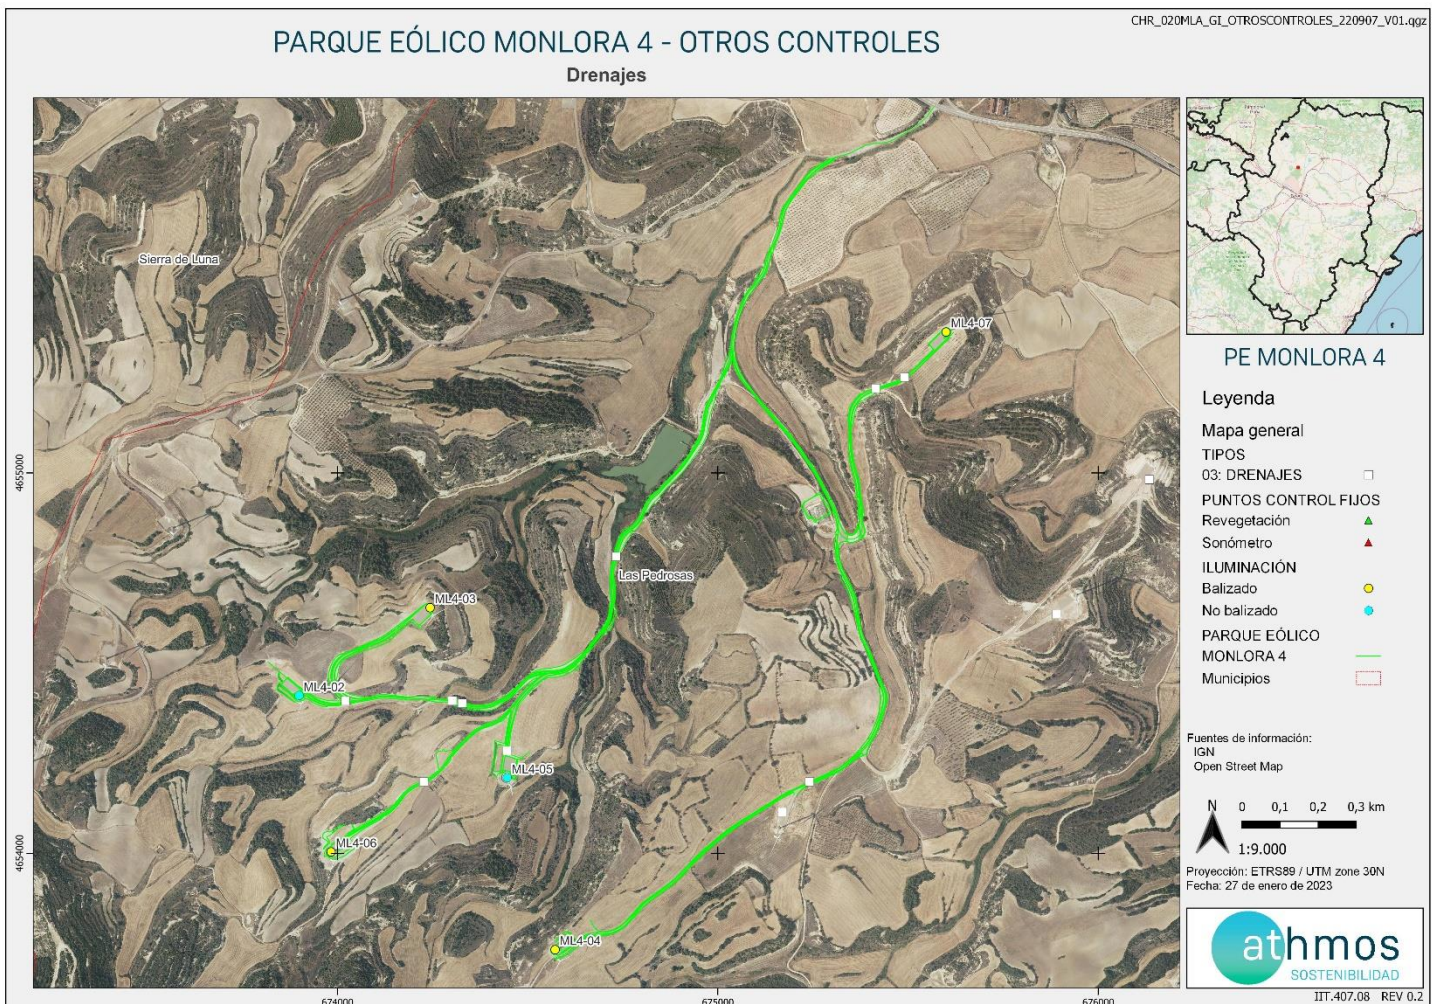 CHR_020MLA_GI_OTROSCONTROLES_220907_V01.qgz
PARQUE EÓLICO MONLORA 4 - OTROS CONTROLES
Drenajes
Sierra de Luna
ML4-07
4655000
Las Pedrosas
ML4-03
ML4-02
ML4-05
ML4-06
4654000
ML4-04
674000
675000
676000
PE MONLORA 4
Leyenda
Mapa general
TIPOS
03: DRENAJES
PUNTOS CONTROL FIJOS
Revegetación
Sonómetro
ILUMINACIÓN
Balizado
No balizado
PARQUE EÓLICO
MONLORA 4
Municipios
Fuentes de información:
IGN
Open Street Map
N
0 0,1 0,2 0,3 km
1:9.000
Proyección: ETRS89 / UTM zone 30N
Fecha: 27 de enero de 2023
athmos
SOSTENIBILIDAD
IIT.407.08 REV 0.2